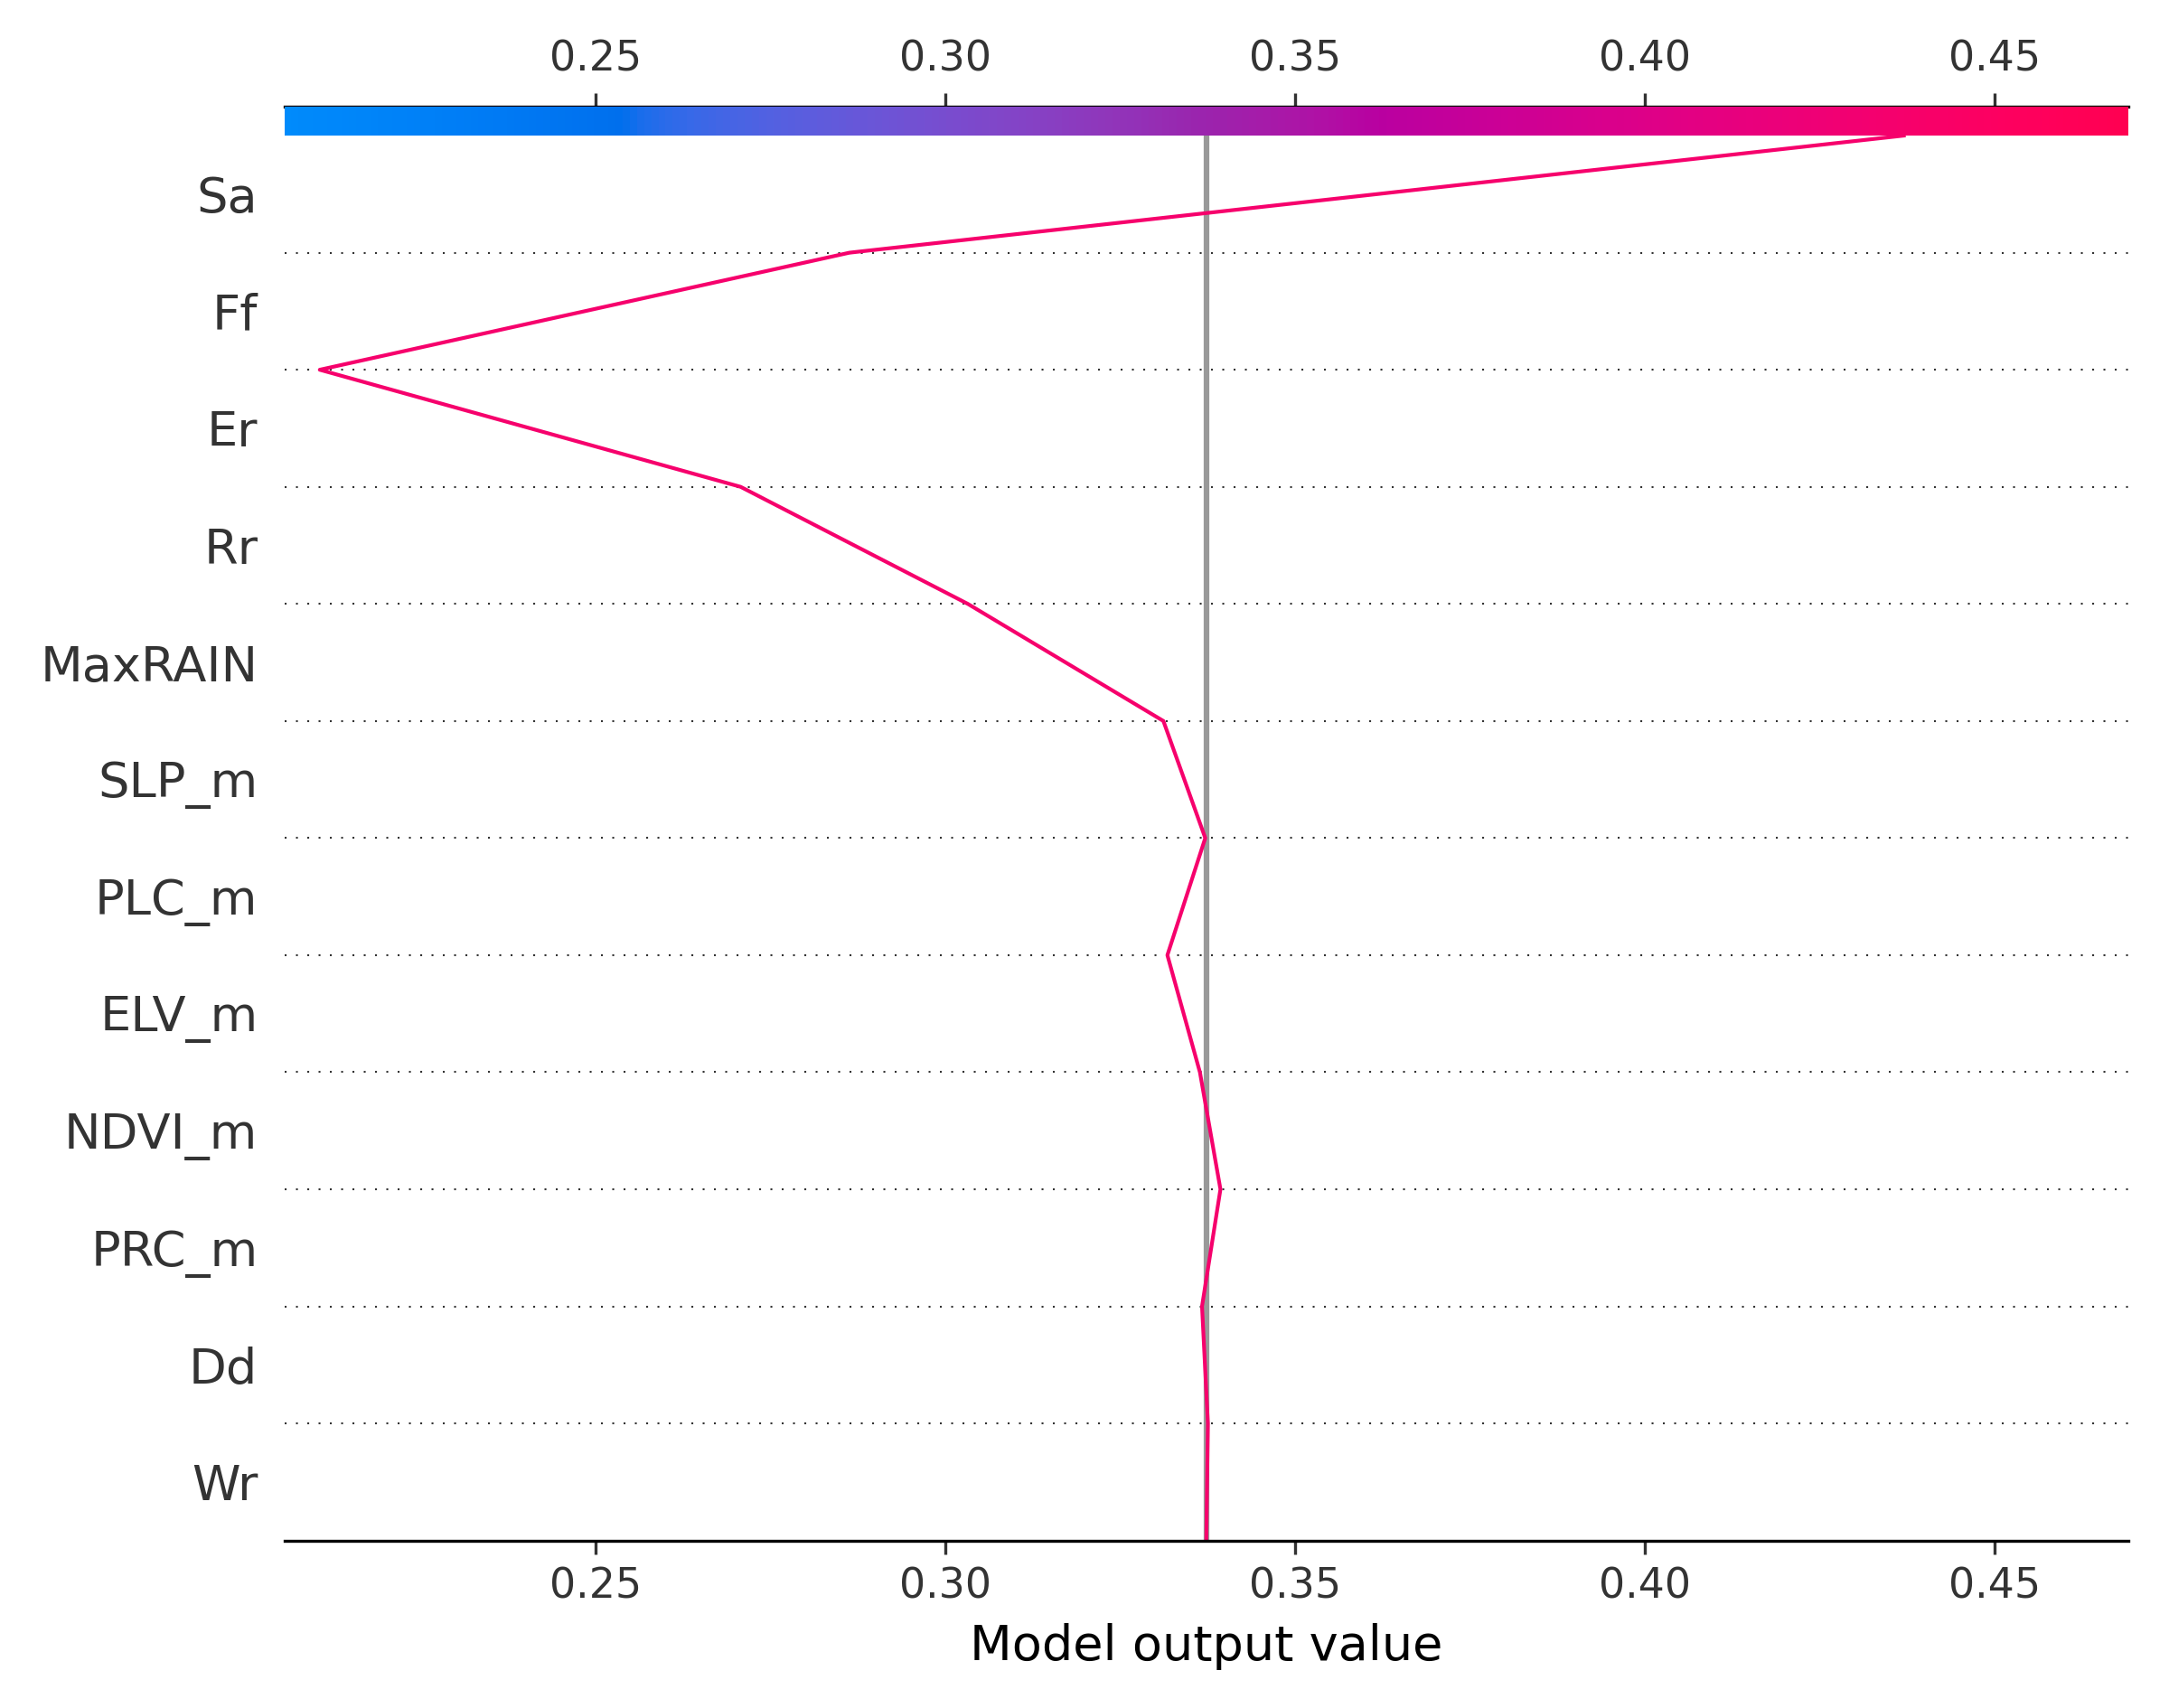 0.25 0.30 0.35 0.40 0.45
Sa
Ff
Er
Rr
MaxRAIN
SLP_m
PLC_m
ELV_m
NDVI_m
PRC_m
Dd
Wr
0.25 0.30 0.35 0.40 0.45
Model output value